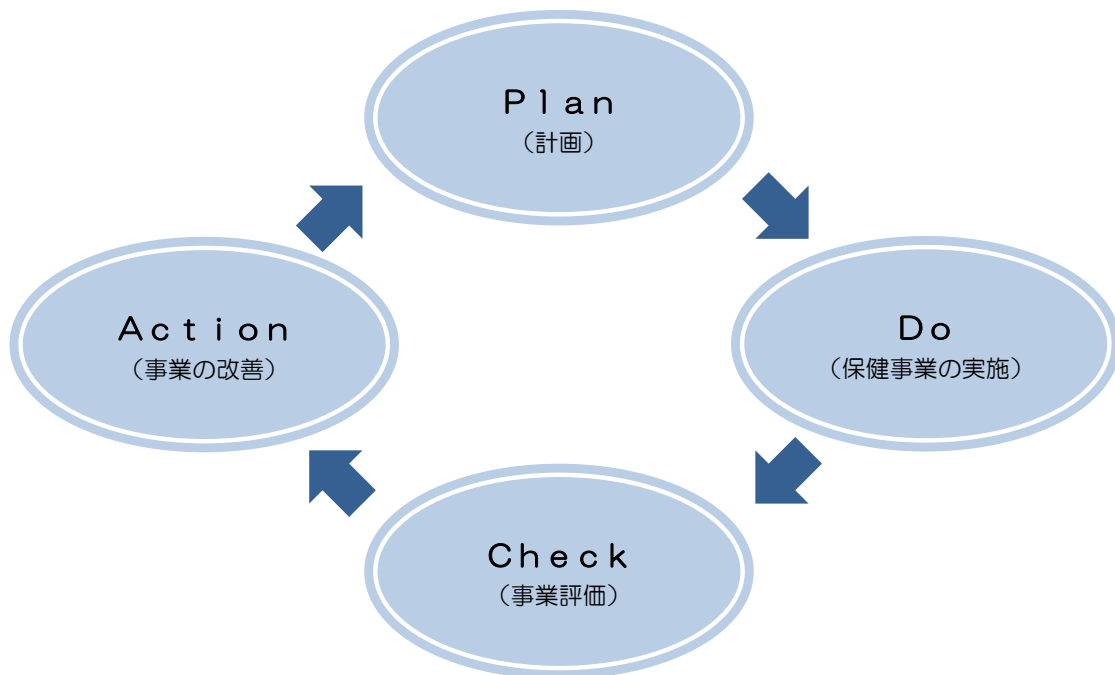 Plan
（計画）
Do
（保健事業の実施）
Check
（事業評価）
Action
（事業の改善）